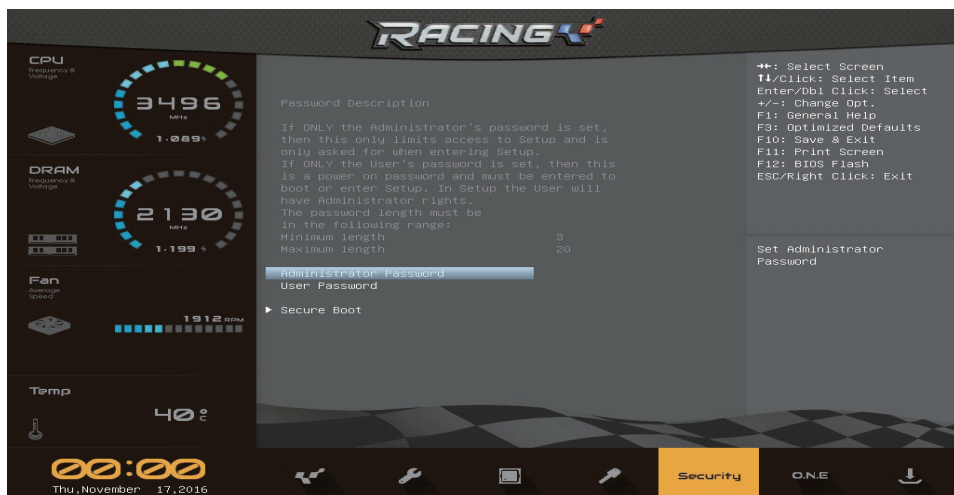 RACING
CPU
Frequency &
Voltage
3496
MHz
1.089 V
DRAM
Frequency &
Voltage
2130
MHz
1.199 V
Fan
Average
Speed
1912 RPM
Temp
40 °C
00:00
Thu,November 17,2016
Password Description
If ONLY the Administrator's password is set,
then this only limits access to Setup and is
only asked for when entering Setup.
If ONLY the User's password is set, then this
is a power on password and must be entered to
boot or enter Setup. In Setup the User will
have Administrator rights.
The password length must be
in the following range:
Minimum length 3
Maximum length 20
Administrator Password
User Password
▶ Secure Boot
→←: Select Screen
↑↓/Click: Select Item
Enter/Dbl Click: Select
+/-: Change Opt.
F1: General Help
F3: Optimized Defaults
F10: Save & Exit
F11: Print Screen
F12: BIOS Flash
ESC/Right Click: Exit
Set Administrator
Password
Security
O.N.E